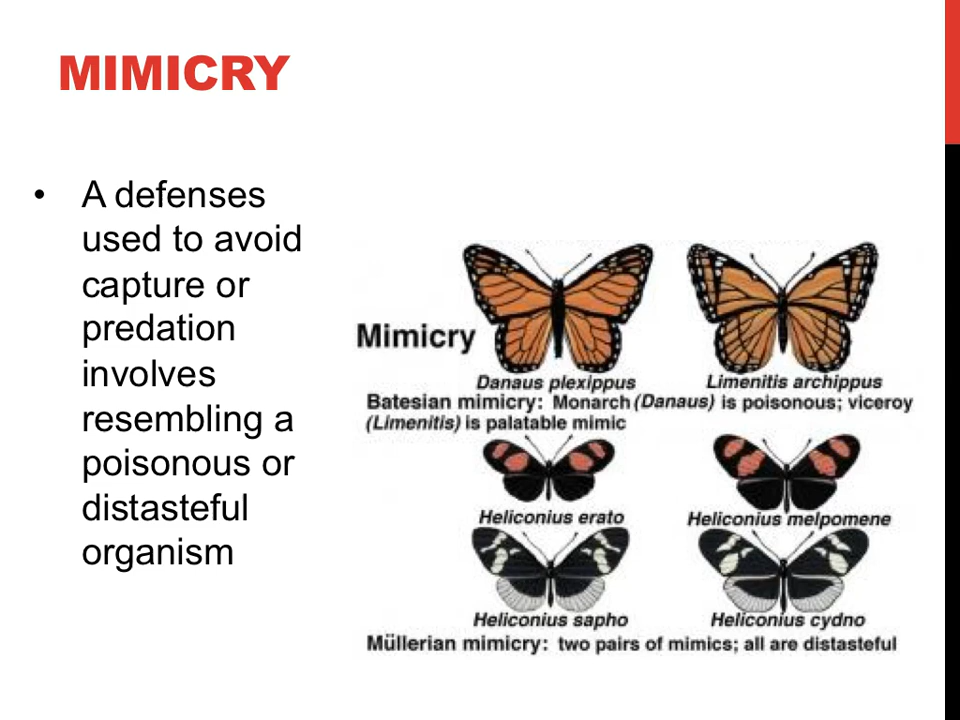 MIMICRY
• A defenses
used to avoid
capture or
predation
involves
resembling a
poisonous or
distasteful
organism
Mimicry
Danaus plexippus
Limenitis archippus
Batesian mimicry: Monarch (Danaus) is poisonous; viceroy
(Limenitis) is palatable mimic
Heliconius erato
Heliconius melpomene
Heliconius sapho
Heliconius cydno
Müllerian mimicry: two pairs of mimics; all are distasteful